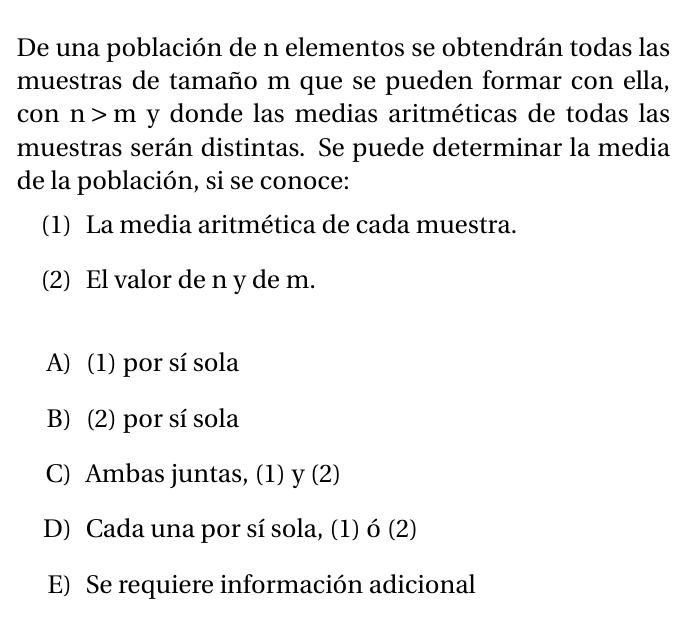 De una población de n elementos se obtendrán todas las
muestras de tamaño m que se pueden formar con ella,
con n > m y donde las medias aritméticas de todas las
muestras serán distintas. Se puede determinar la media
de la población, si se conoce:
(1) La media aritmética de cada muestra.
(2) El valor de n y de m.
A) (1) por sí sola
B) (2) por sí sola
C) Ambas juntas, (1) y (2)
D) Cada una por sí sola, (1) ó (2)
E) Se requiere información adicional